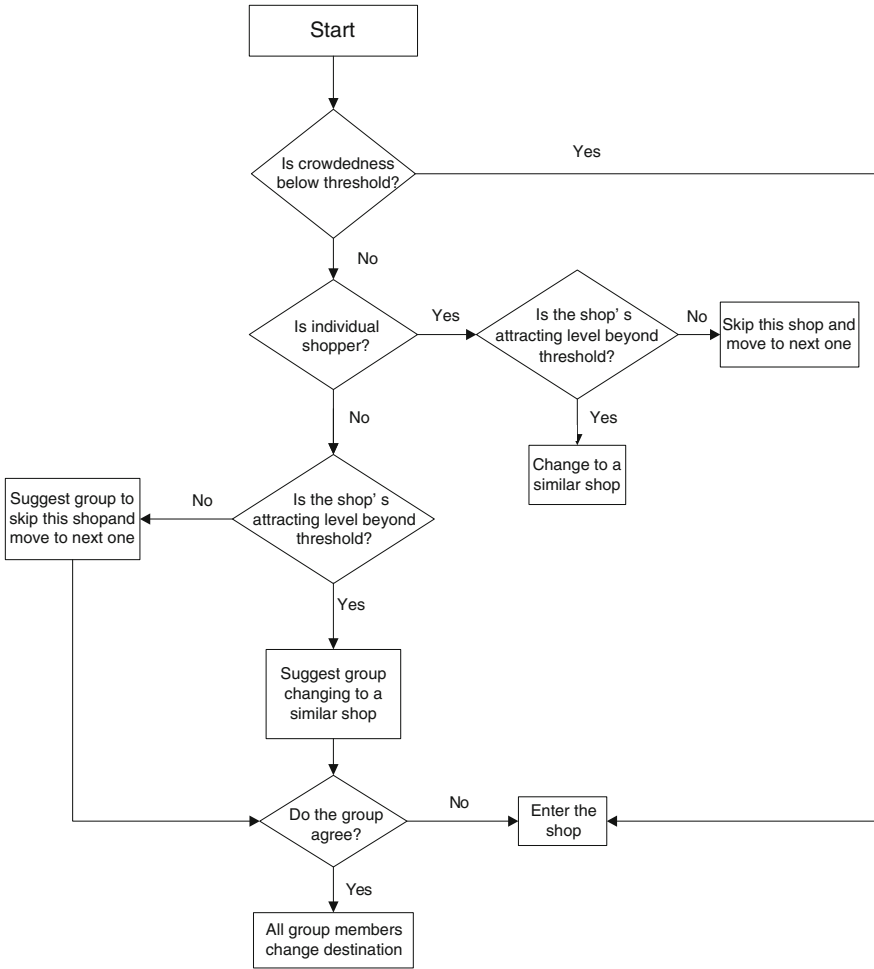 Start
Is crowdedness
below threshold?
Yes
No
Is individual
shopper?
Yes
Is the shop' s
attracting level beyond
threshold?
No
Skip this shop and
move to next one
Yes
Change to a
similar shop
No
Is the shop' s
attracting level beyond
threshold?
No
Suggest group to
skip this shopand
move to next one
Yes
Suggest group
changing to a
similar shop
Do the group
agree?
No
Enter the
shop
Yes
All group members
change destination